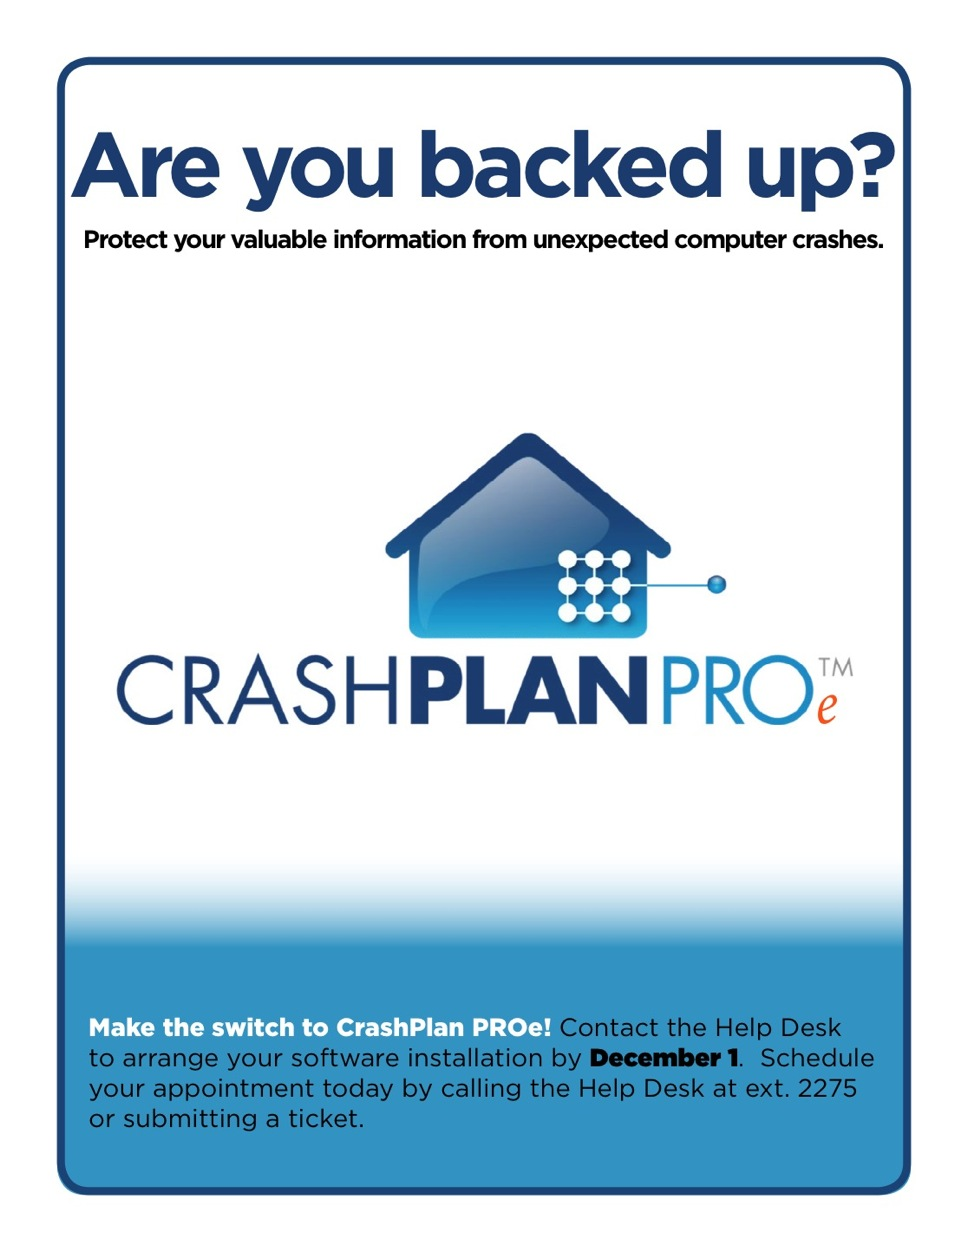 Are you backed up?
Protect your valuable information from unexpected computer crashes.
CRASHPLANPROe™
Make the switch to CrashPlan PROe! Contact the Help Desk
to arrange your software installation by December 1.  Schedule
your appointment today by calling the Help Desk at ext. 2275
or submitting a ticket.